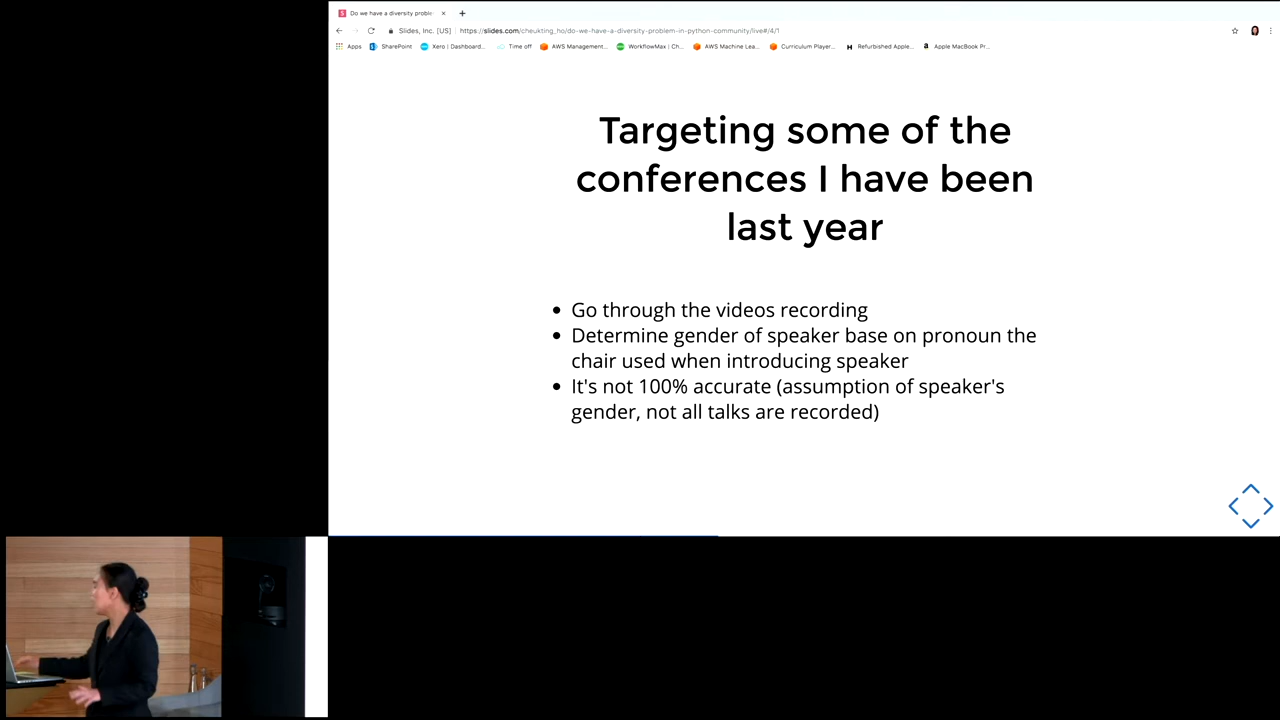 Do we have a diversity proble
Slides, Inc. [US]
https://slides.com/cheukting_ho/do-we-have-a-diversity-problem-in-python-community/live#/4/1
Apps SharePoint Xero | Dashboard... Time off AWS Management... WorkflowMax | Ch... AWS Machine Lea... Curriculum Player... Refurbished Apple... Apple MacBook Pr...
Targeting some of the
conferences I have been
last year
Go through the videos recording
Determine gender of speaker base on pronoun the
chair used when introducing speaker
It's not 100% accurate (assumption of speaker's
gender, not all talks are recorded)